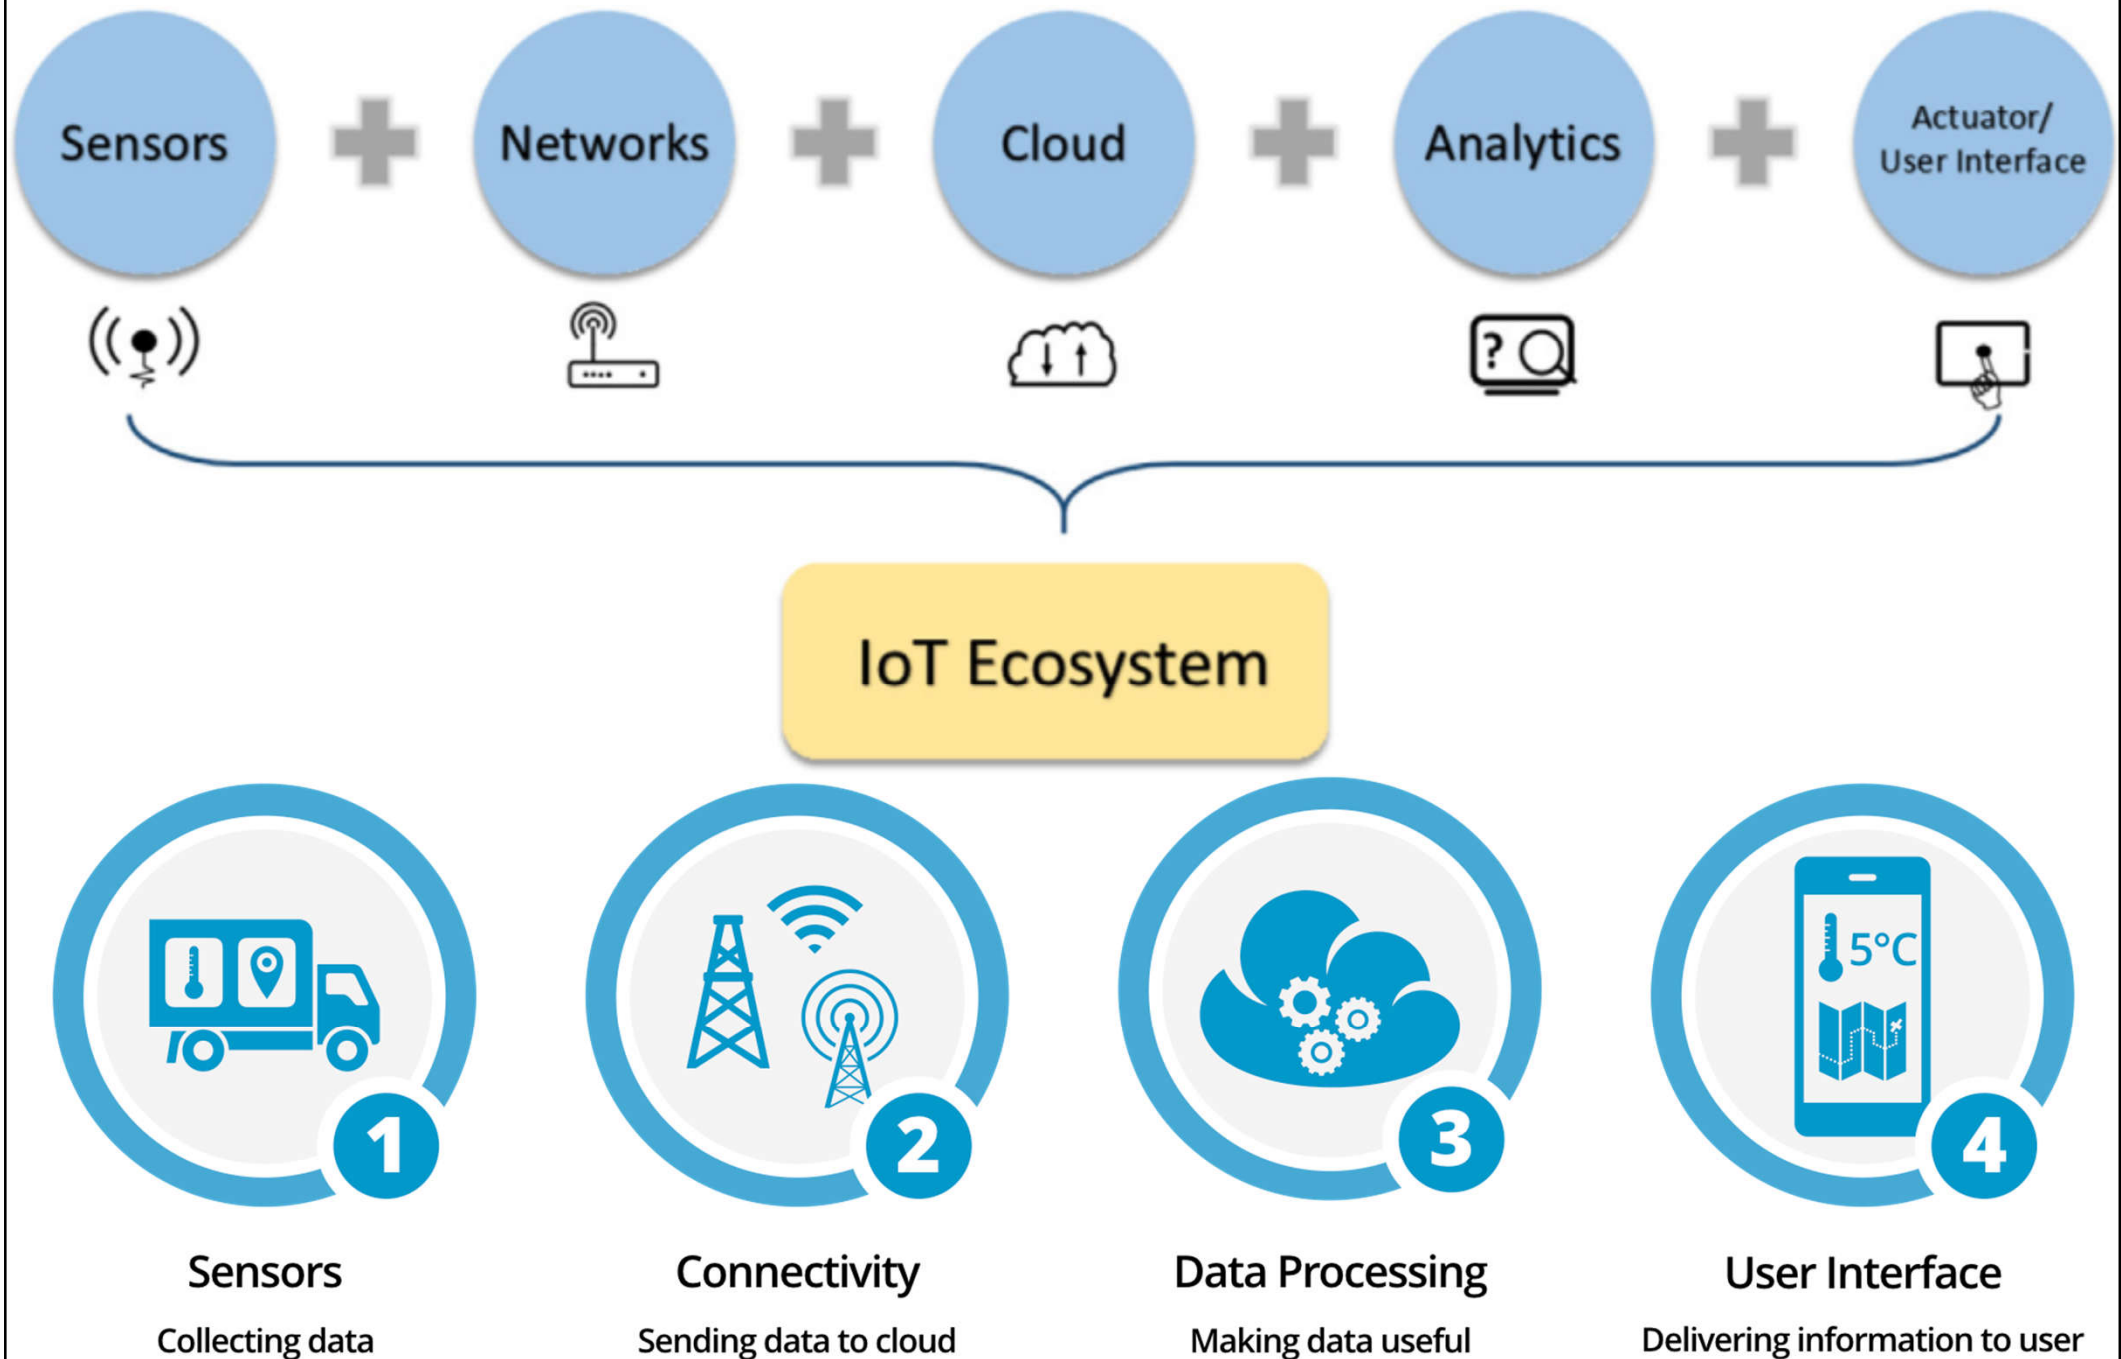 Sensors
Networks
Cloud
Analytics
Actuator/
User Interface
?
IoT Ecosystem
5°C
1
2
3
4
Sensors
Connectivity
Data Processing
User Interface
Collecting data
Sending data to cloud
Making data useful
Delivering information to user